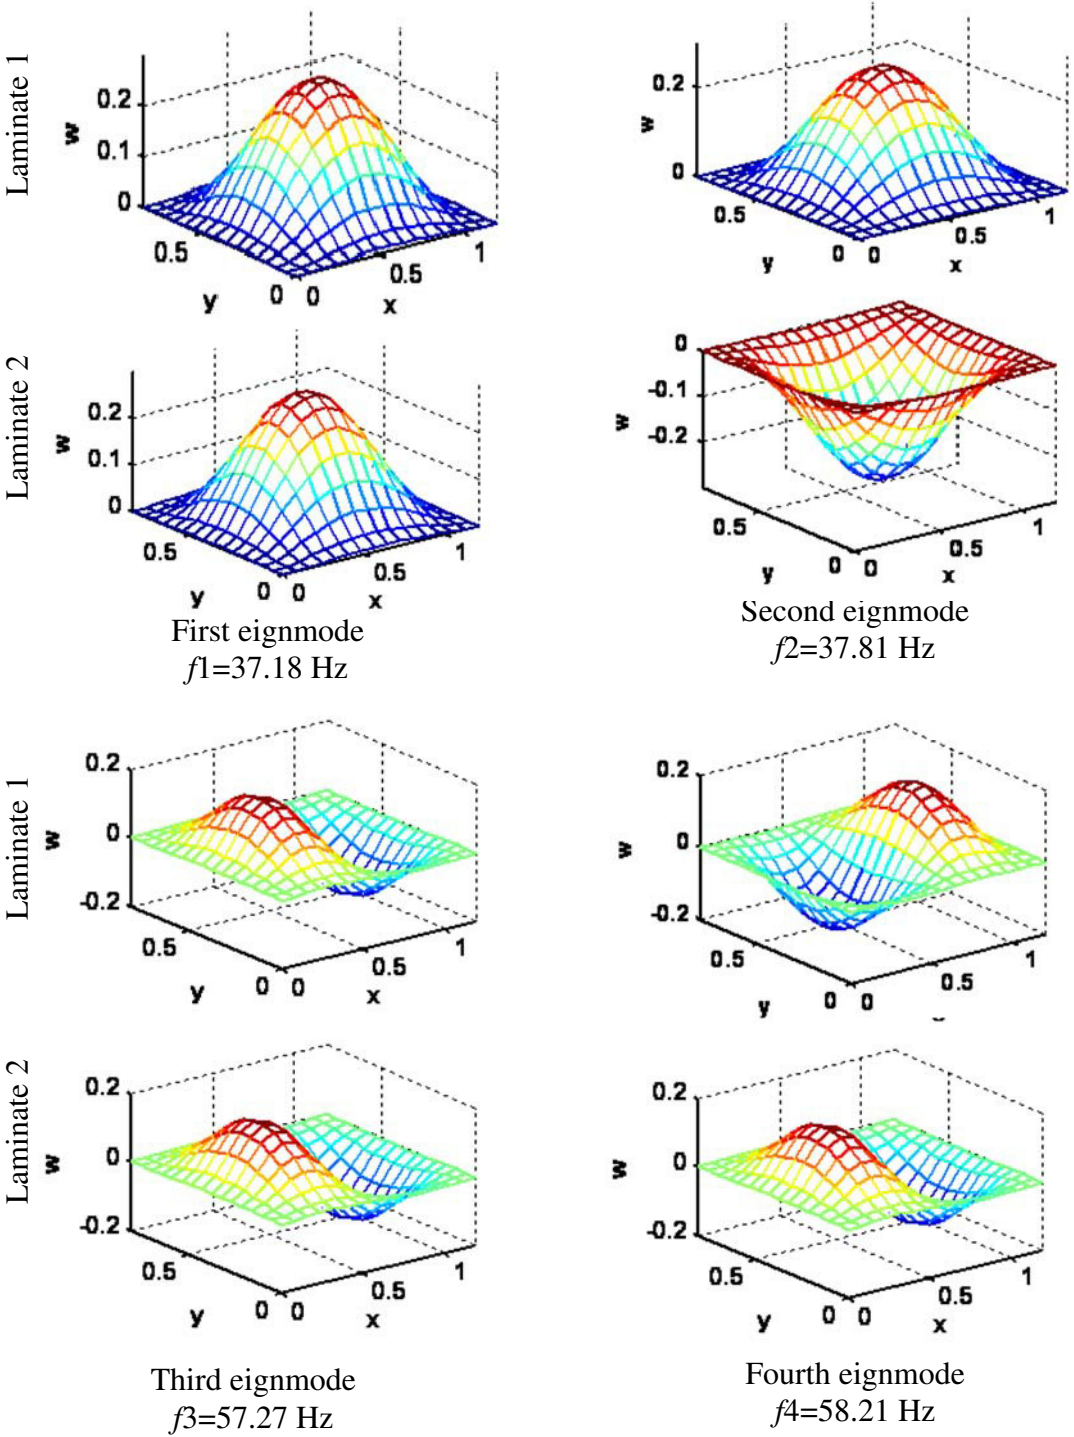 Laminate 1
0.2
0.1
0
w
0.5
y
0
0
0.5
1
x
0.2
0
w
0.5
y
0
0
0.5
1
x
Laminate 2
0.2
0.1
0
w
0.5
y
0
0
0.5
1
x
0
-0.1
-0.2
w
0.5
y
0
0
0.5
1
x
First eignmode
f1=37.18 Hz
Second eignmode
f2=37.81 Hz
Laminate 1
0.2
0
-0.2
w
0.5
y
0
0
0.5
1
x
0.2
0
-0.2
w
0.5
y
0
0
0.5
1
Laminate 2
0.2
0
-0.2
w
0.5
y
0
0
0.5
1
x
0.2
0
-0.2
w
0.5
y
0
0
0.5
1
x
Third eignmode
f3=57.27 Hz
Fourth eignmode
f4=58.21 Hz